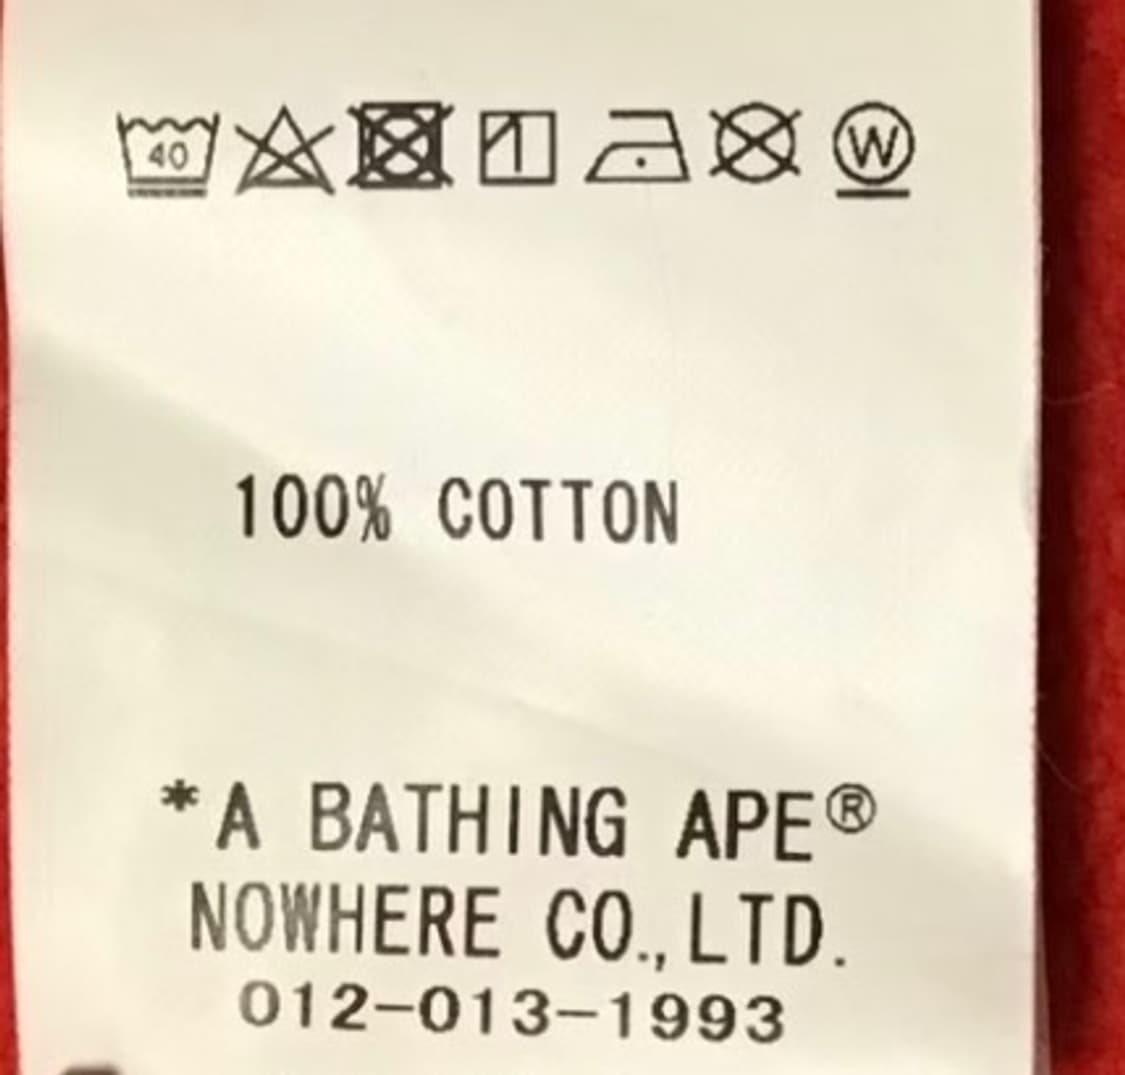 40 W
100% COTTON
*A BATHING APE®
NOWHERE CO.,LTD.
012-013-1993